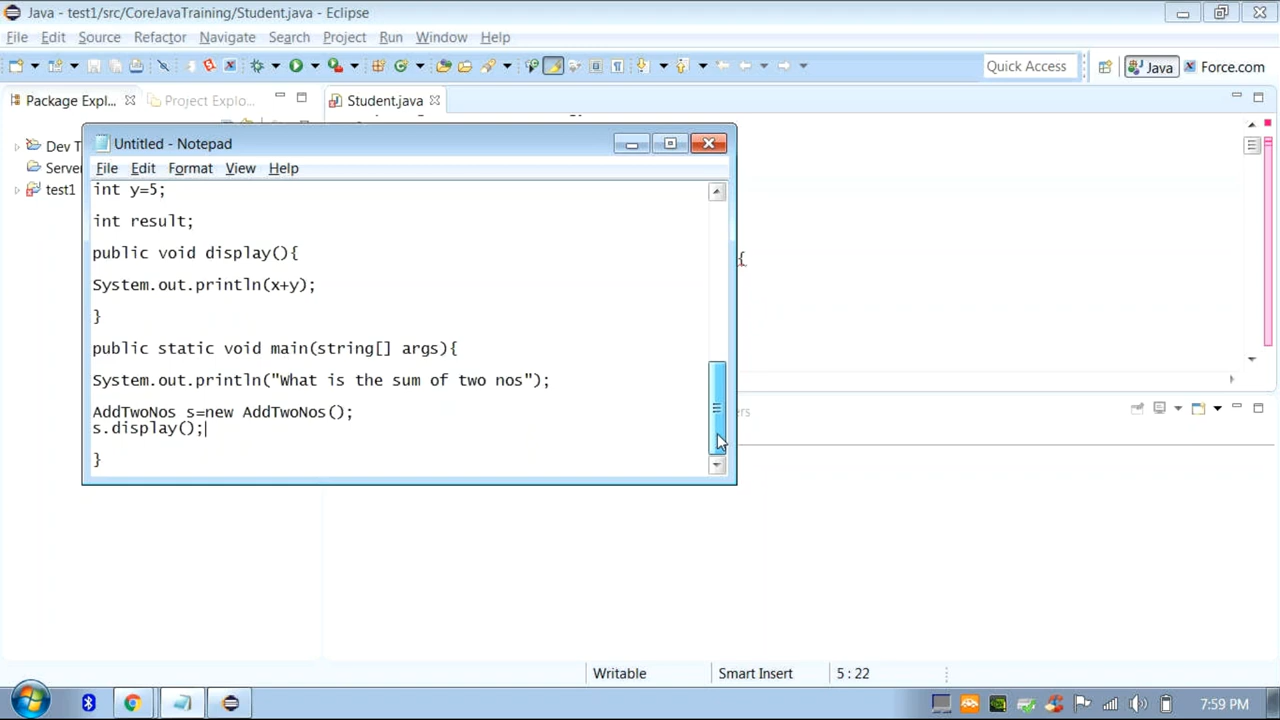 Java - test1/src/CoreJavaTraining/Student.java - Eclipse
File Edit Source Refactor Navigate Search Project Run Window Help
Quick Access
Java
Force.com
Package Expl...
Project Explo...
Student.java
Dev T
Server
test1
Untitled - Notepad
File Edit Format View Help
int y=5;
int result;
public void display(){
System.out.println(x+y);
}
public static void main(string[] args){
System.out.println("What is the sum of two nos");
AddTwoNos s=new AddTwoNos();
s.display();
}
{
ers
Writable
Smart Insert
5 : 22
7:59 PM